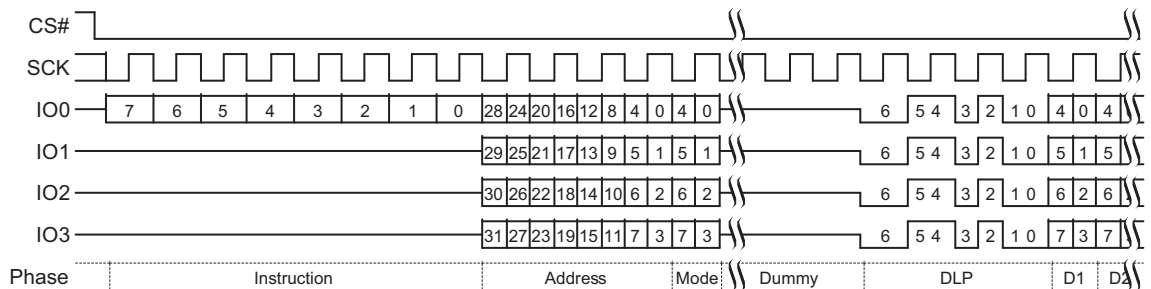 CS#
SCK
IO0 7 6 5 4 3 2 1 0 28 24 20 16 12 8 4 0 4 0 6 5 4 3 2 1 0 4 0 4
IO1 29 25 21 17 13 9 5 1 5 1 6 5 4 3 2 1 0 5 1 5
IO2 30 26 22 18 14 10 6 2 6 2 6 5 4 3 2 1 0 6 2 6
IO3 31 27 23 19 15 11 7 3 7 3 6 5 4 3 2 1 0 7 3 7
Phase Instruction Address Mode Dummy DLP D1 D2